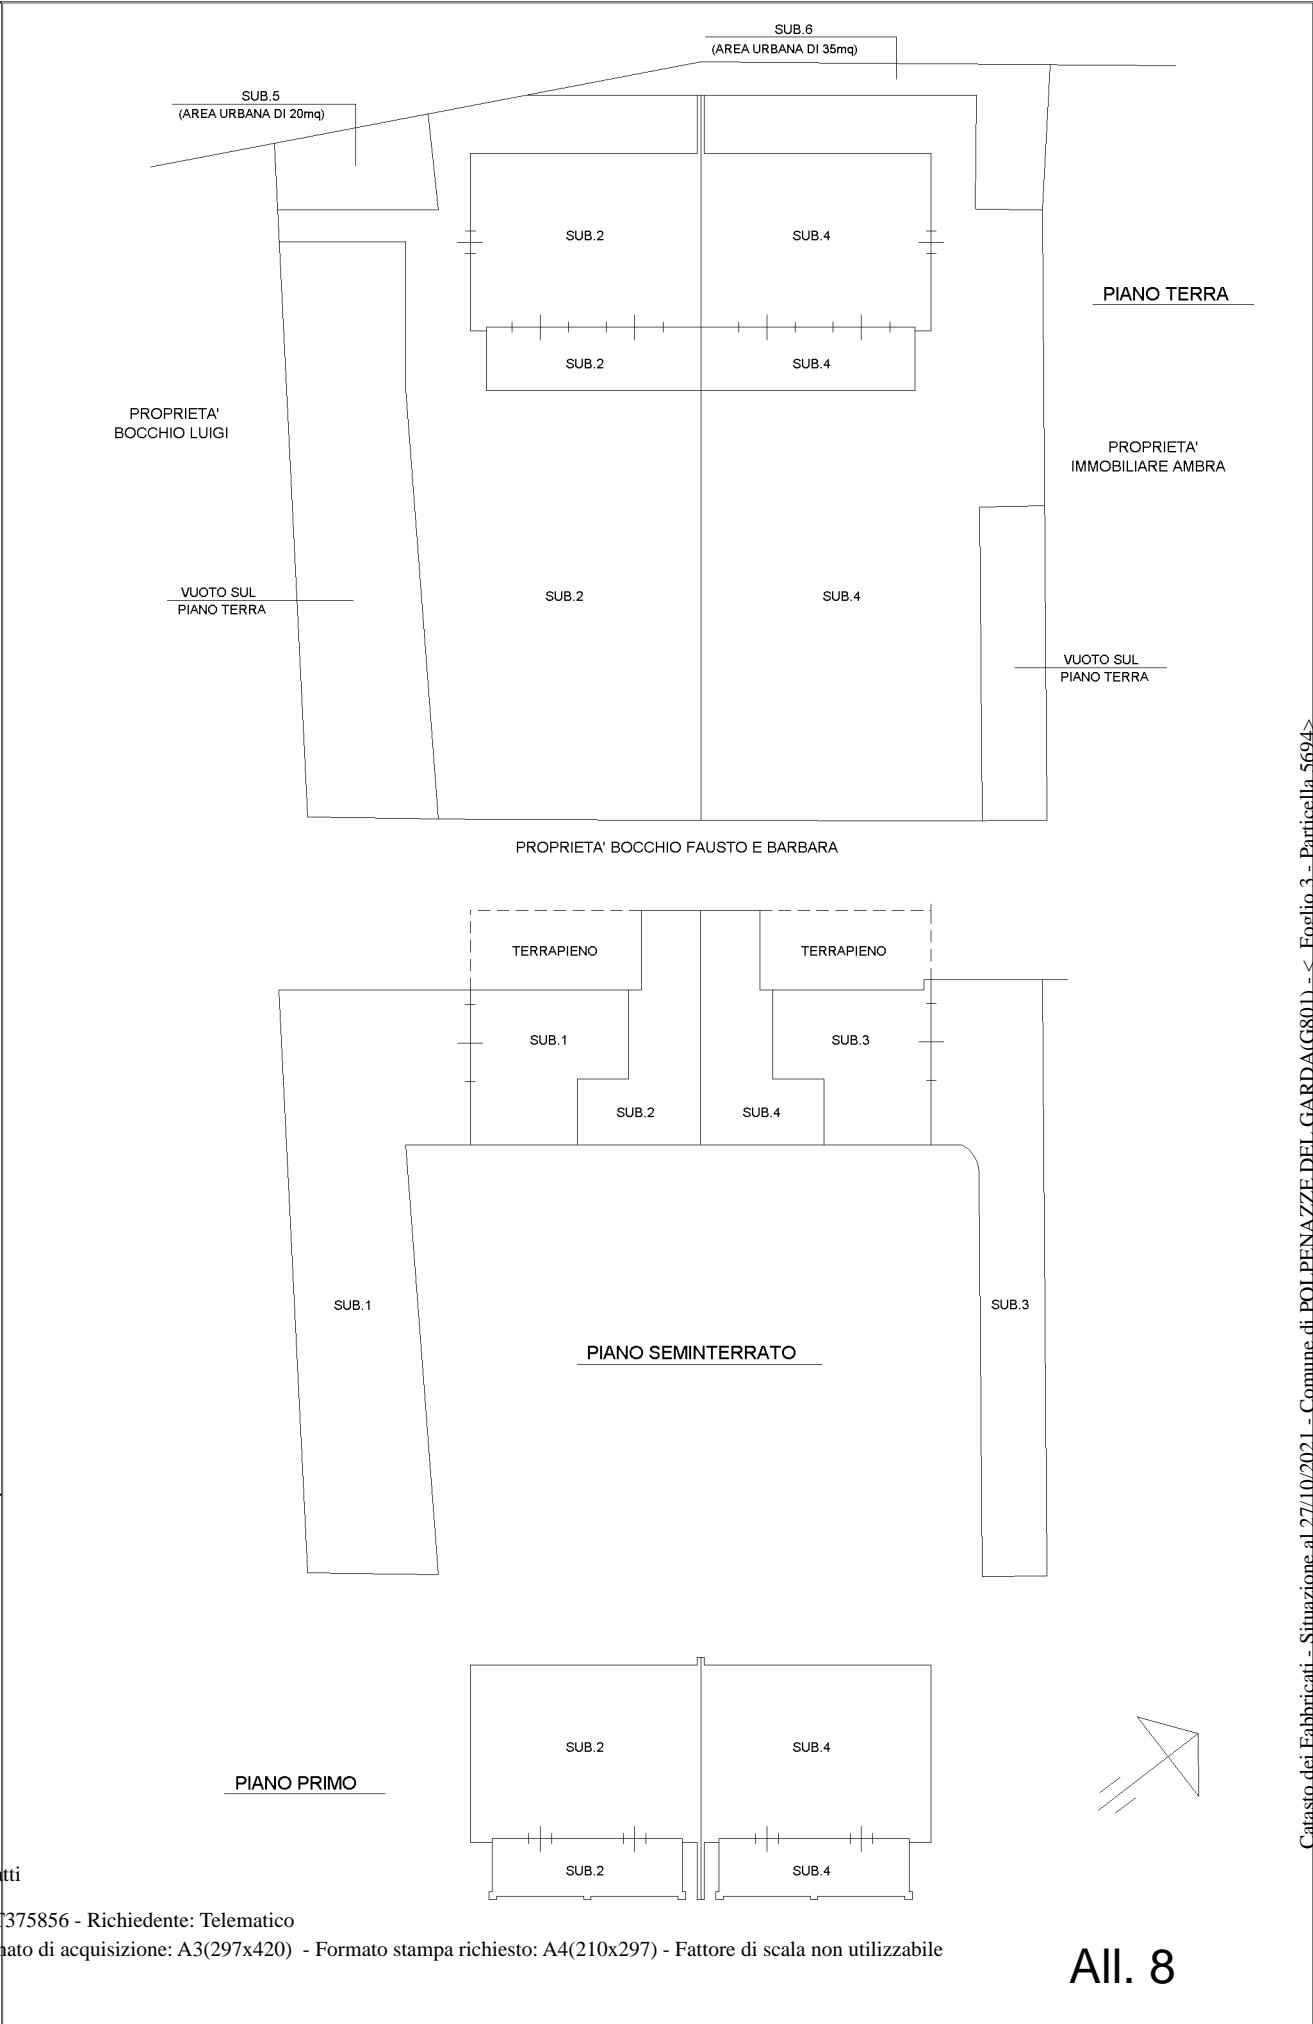 SUB.6
(AREA URBANA DI 35mq)
SUB.5
(AREA URBANA DI 20mq)
SUB.2
SUB.4
PIANO TERRA
SUB.2
SUB.4
PROPRIETA'
BOCCHIO LUIGI
PROPRIETA'
IMMOBILIARE AMBRA
VUOTO SUL
PIANO TERRA
SUB.2
SUB.4
VUOTO SUL
PIANO TERRA
PROPRIETA' BOCCHIO FAUSTO E BARBARA
TERRAPIENO
TERRAPIENO
SUB.1
SUB.3
SUB.2
SUB.4
SUB.1
SUB.3
PIANO SEMINTERRATO
SUB.2
SUB.4
PIANO PRIMO
SUB.2
SUB.4
Catasto dei Fabbricati - Situazione al 27/10/2021 - Comune di POLPENAZZE DEL GARDA(G801) - < Foglio 3 - Particella 5694>
tti
T375856 - Richiedente: Telematico
mato di acquisizione: A3(297x420) - Formato stampa richiesto: A4(210x297) - Fattore di scala non utilizzabile
All. 8